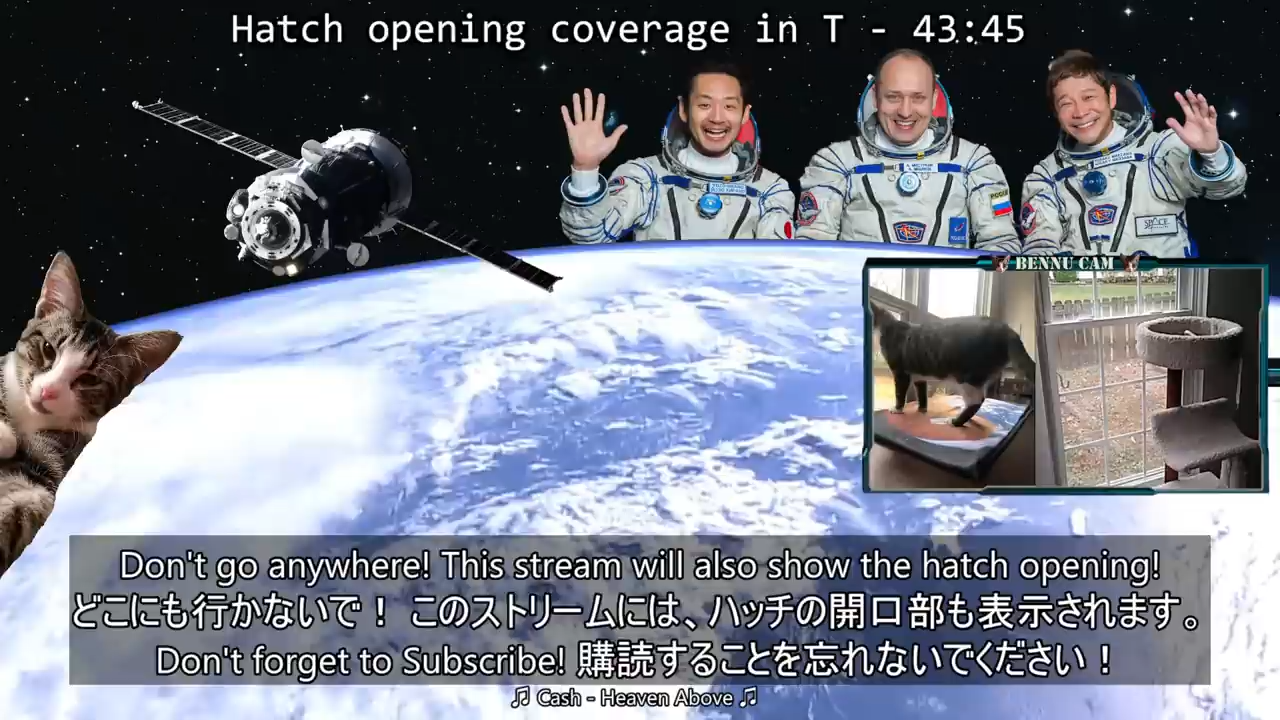 Hatch opening coverage in T - 43:45
BENNU CAM
Don't go anywhere! This stream will also show the hatch opening!
どこにも行かないで！ このストリームには、ハッチの開口部も表示されます。
Don't forget to Subscribe! 購読することを忘れないでください！
♫ Cash - Heaven Above ♫